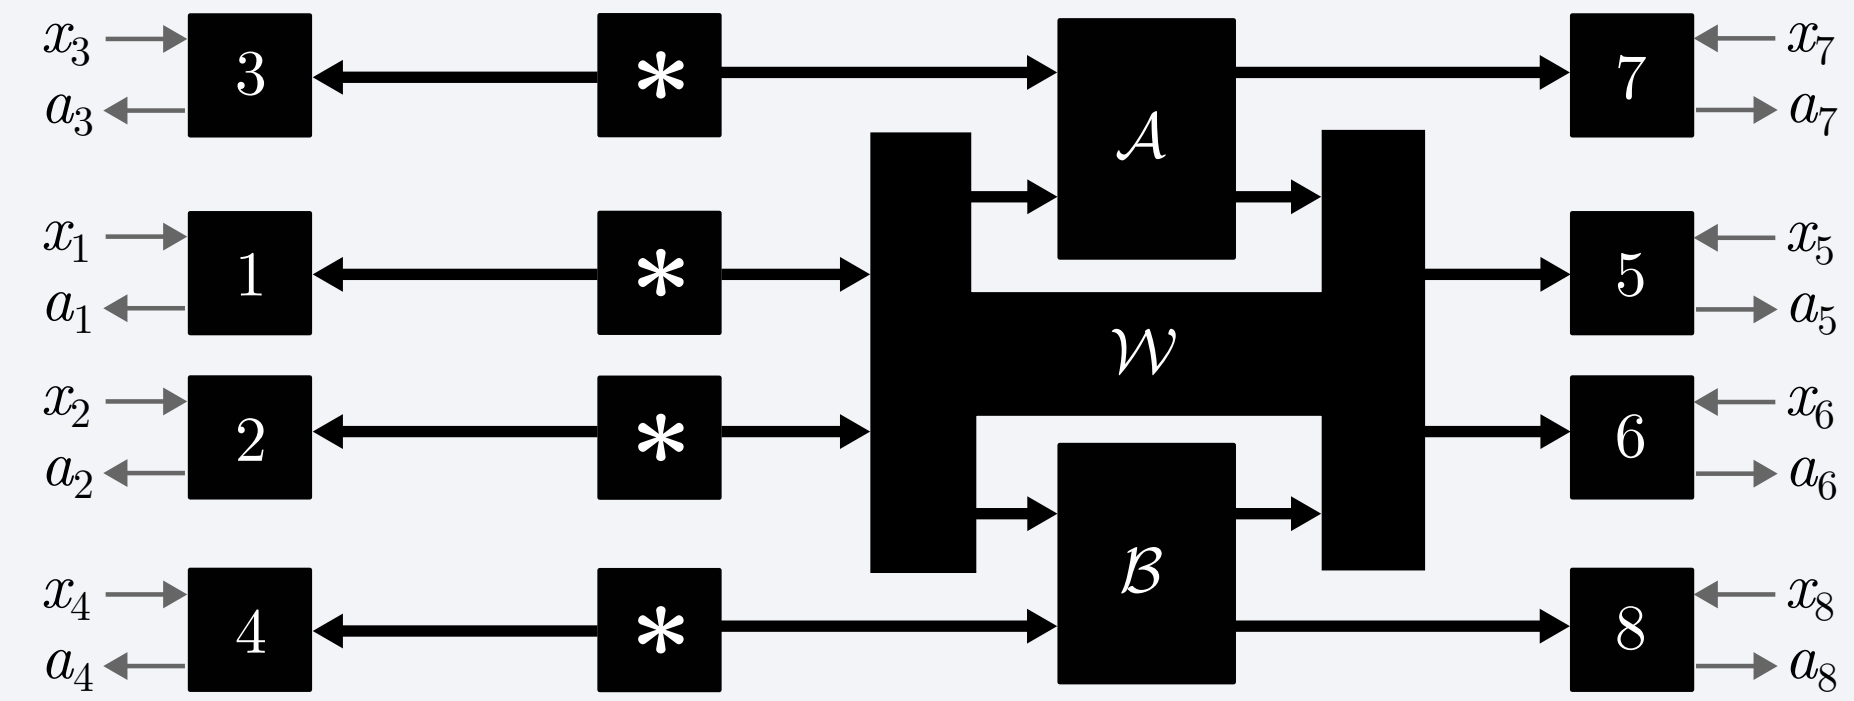 x₃ 3 * 𝒜 7 x₇
a₃ a₇
x₁ 1 * 5 x₅
a₁ a₅
𝒲
x₂ 2 * 6 x₆
a₂ a₆
x₄ 4 * ℬ 8 x₈
a₄ a₈